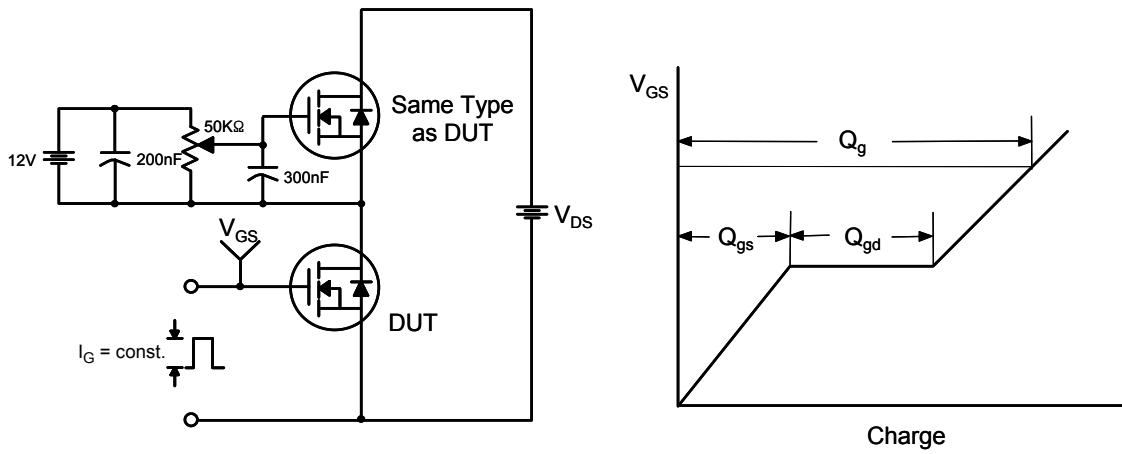 50KΩ
12V
200nF
300nF
Same Type
as DUT
V_GS
V_DS
DUT
I_G = const.
V_GS
Q_g
Q_gs
Q_gd
Charge